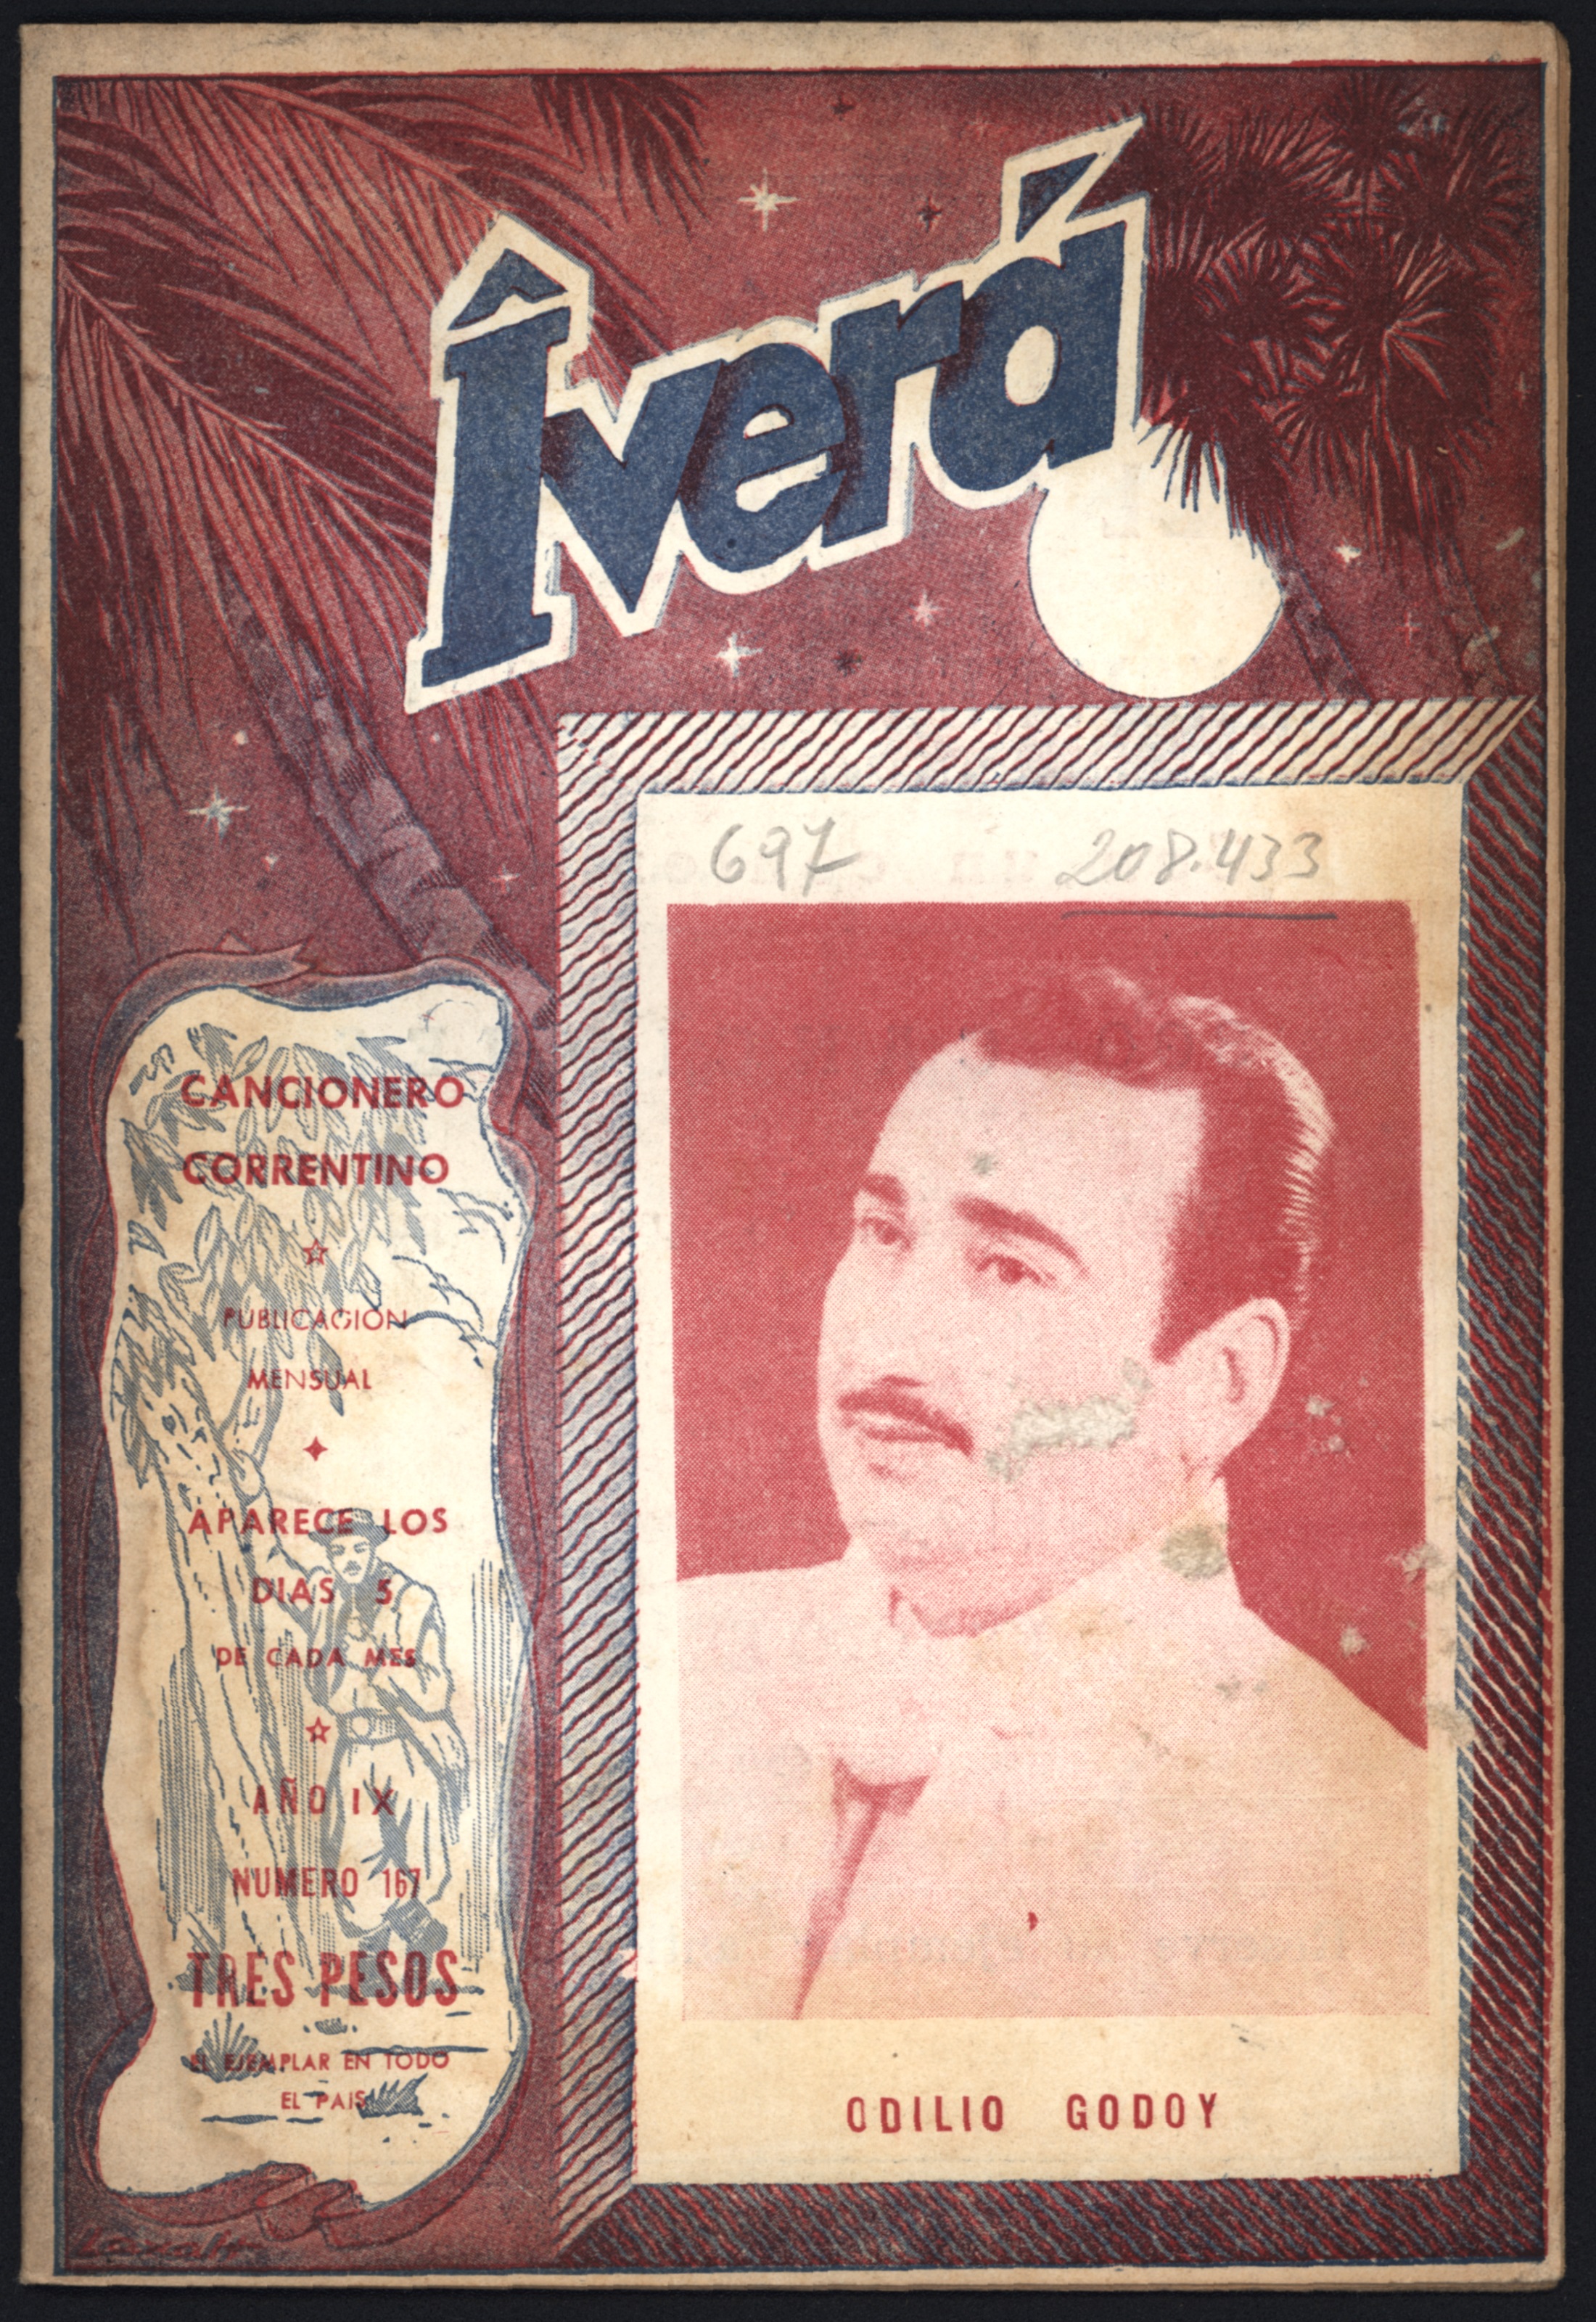 Îverá
697 208.433
CANCIONERO
CORRENTINO
PUBLICACION
MENSUAL
APARECE LOS
DIAS 5
DE CADA MES
AÑO IX
NUMERO 167
TRES PESOS
EL EJEMPLAR EN TODO
EL PAIS
ODILIO GODOY